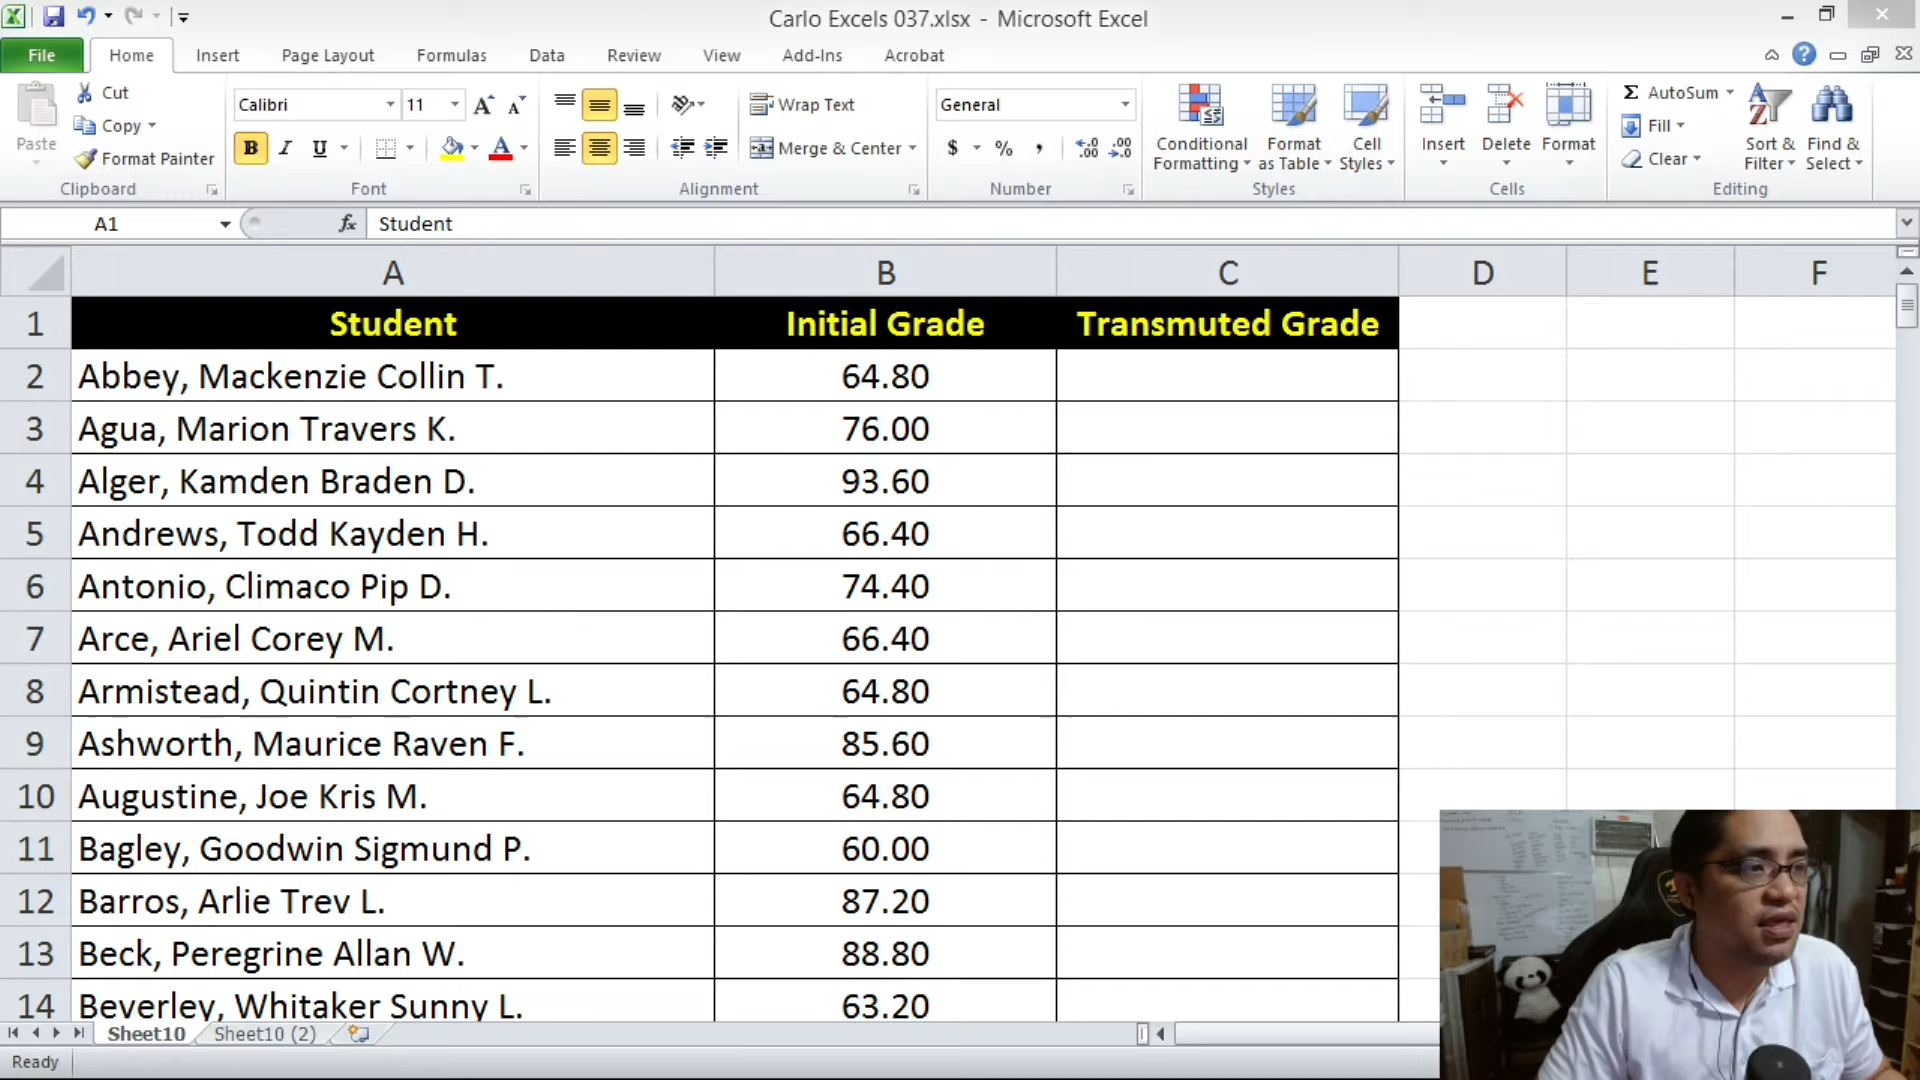 Carlo Excels 037.xlsx - Microsoft Excel
File Home Insert Page Layout Formulas Data Review View Add-Ins Acrobat
Paste
Cut
Copy
Format Painter
Clipboard
Calibri 11
B I U
Font
Wrap Text
Merge & Center
Alignment
General
$ % ,
Number
Conditional Formatting
Format as Table
Cell Styles
Styles
Insert
Delete
Format
Cells
Σ AutoSum
Fill
Clear
Sort & Filter
Find & Select
Editing
A1 fx Student
A B C D E F
1 Student Initial Grade Transmuted Grade
2 Abbey, Mackenzie Collin T. 64.80
3 Agua, Marion Travers K. 76.00
4 Alger, Kamden Braden D. 93.60
5 Andrews, Todd Kayden H. 66.40
6 Antonio, Climaco Pip D. 74.40
7 Arce, Ariel Corey M. 66.40
8 Armistead, Quintin Cortney L. 64.80
9 Ashworth, Maurice Raven F. 85.60
10 Augustine, Joe Kris M. 64.80
11 Bagley, Goodwin Sigmund P. 60.00
12 Barros, Arlie Trev L. 87.20
13 Beck, Peregrine Allan W. 88.80
14 Beverley, Whitaker Sunny L. 63.20
Sheet10 Sheet10 (2)
Ready